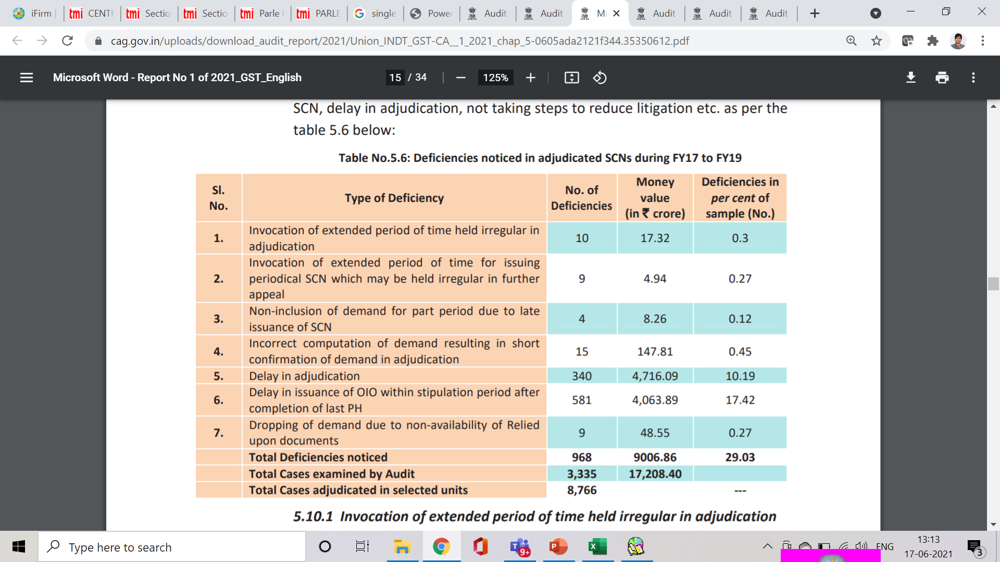 iFirm
tmi CENTR
tmi Sectio
tmi Sectio
tmi Parle
tmi PARLE
G single
Power
Audit
Audit
Mi
Audit
Audit
Audit
cag.gov.in/uploads/download_audit_report/2021/Union_INDT_GST-CA__1_2021_chap_5-0605ada2121f344.35350612.pdf
Microsoft Word - Report No 1 of 2021_GST_English
15 / 34
125%
SCN, delay in adjudication, not taking steps to reduce litigation etc. as per the
table 5.6 below:
Table No.5.6: Deficiencies noticed in adjudicated SCNs during FY17 to FY19
Sl. No. Type of Deficiency No. of Deficiencies Money value (in ₹ crore) Deficiencies in per cent of sample (No.)
1. Invocation of extended period of time held irregular in adjudication 10 17.32 0.3
2. Invocation of extended period of time for issuing periodical SCN which may be held irregular in further appeal 9 4.94 0.27
3. Non-inclusion of demand for part period due to late issuance of SCN 4 8.26 0.12
4. Incorrect computation of demand resulting in short confirmation of demand in adjudication 15 147.81 0.45
5. Delay in adjudication 340 4,716.09 10.19
6. Delay in issuance of OIO within stipulation period after completion of last PH 581 4,063.89 17.42
7. Dropping of demand due to non-availability of Relied upon documents 9 48.55 0.27
Total Deficiencies noticed 968 9006.86 29.03
Total Cases examined by Audit 3,335 17,208.40
Total Cases adjudicated in selected units 8,766 ---
5.10.1 Invocation of extended period of time held irregular in adjudication
Type here to search
T 9+
P
X
ENG
13:13
17-06-2021
3